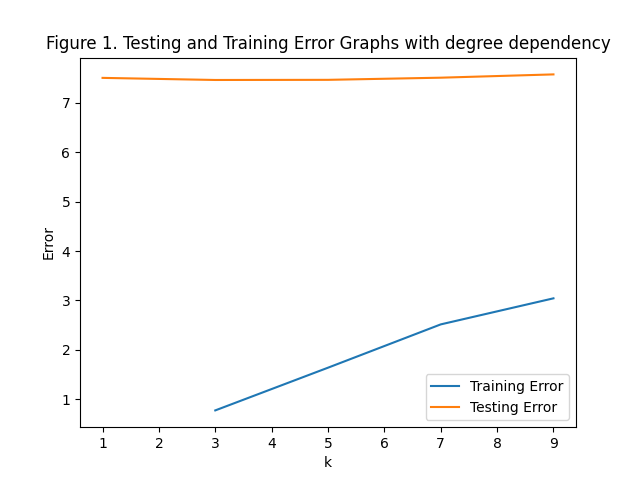 Figure 1. Testing and Training Error Graphs with degree dependency
7
6
5
4
3
2
1
Error
Training Error
Testing Error
1 2 3 4 5 6 7 8 9
k